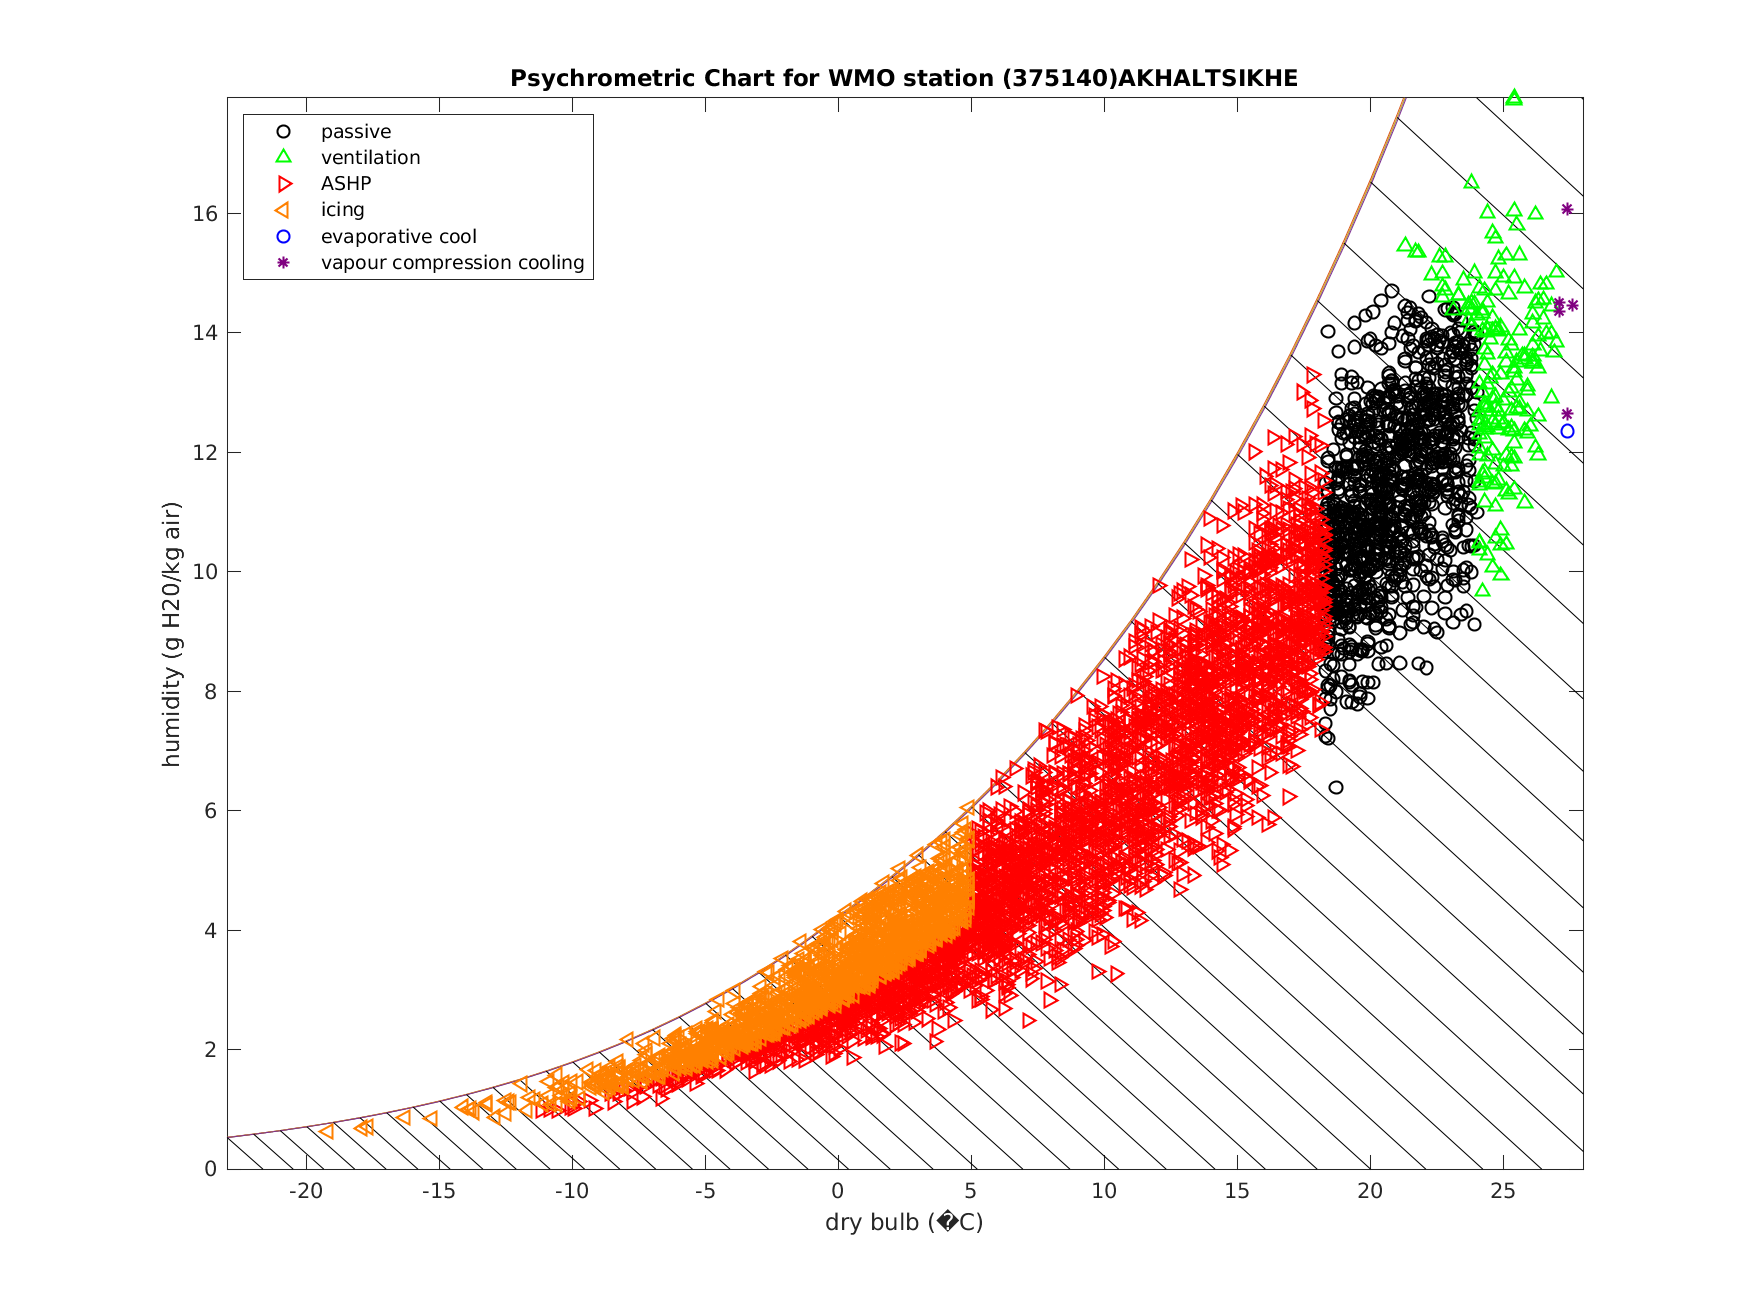 Psychrometric Chart for WMO station (375140)AKHALTSIKHE
passive
ventilation
ASHP
icing
evaporative cool
vapour compression cooling
humidity (g H20/kg air)
16
14
12
10
8
6
4
2
0
-20 -15 -10 -5 0 5 10 15 20 25
dry bulb (�C)